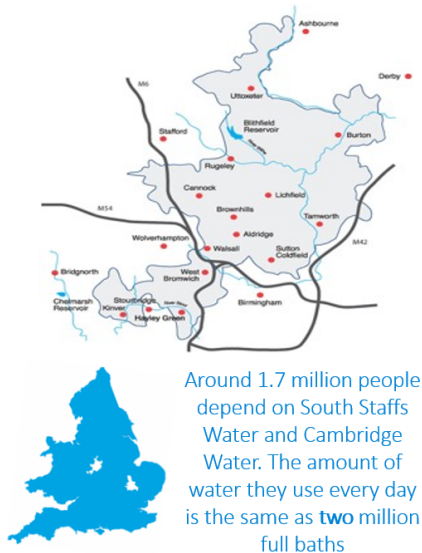 Ashbourne
Derby
M6
Uttoxeter
Blithfield
Reservoir
Stafford
Burton
Rugeley
Cannock
Lichfield
Brownhills
M54
Tamworth
Wolverhampton
Aldridge
M42
Walsall
Sutton
Coldfield
Bridgnorth
West
Bromwich
Chelmarsh
Reservoir
Stourbridge
Kinver
Hayley Green
Birmingham
Around 1.7 million people
depend on South Staffs
Water and Cambridge
Water. The amount of
water they use every day
is the same as two million
full baths